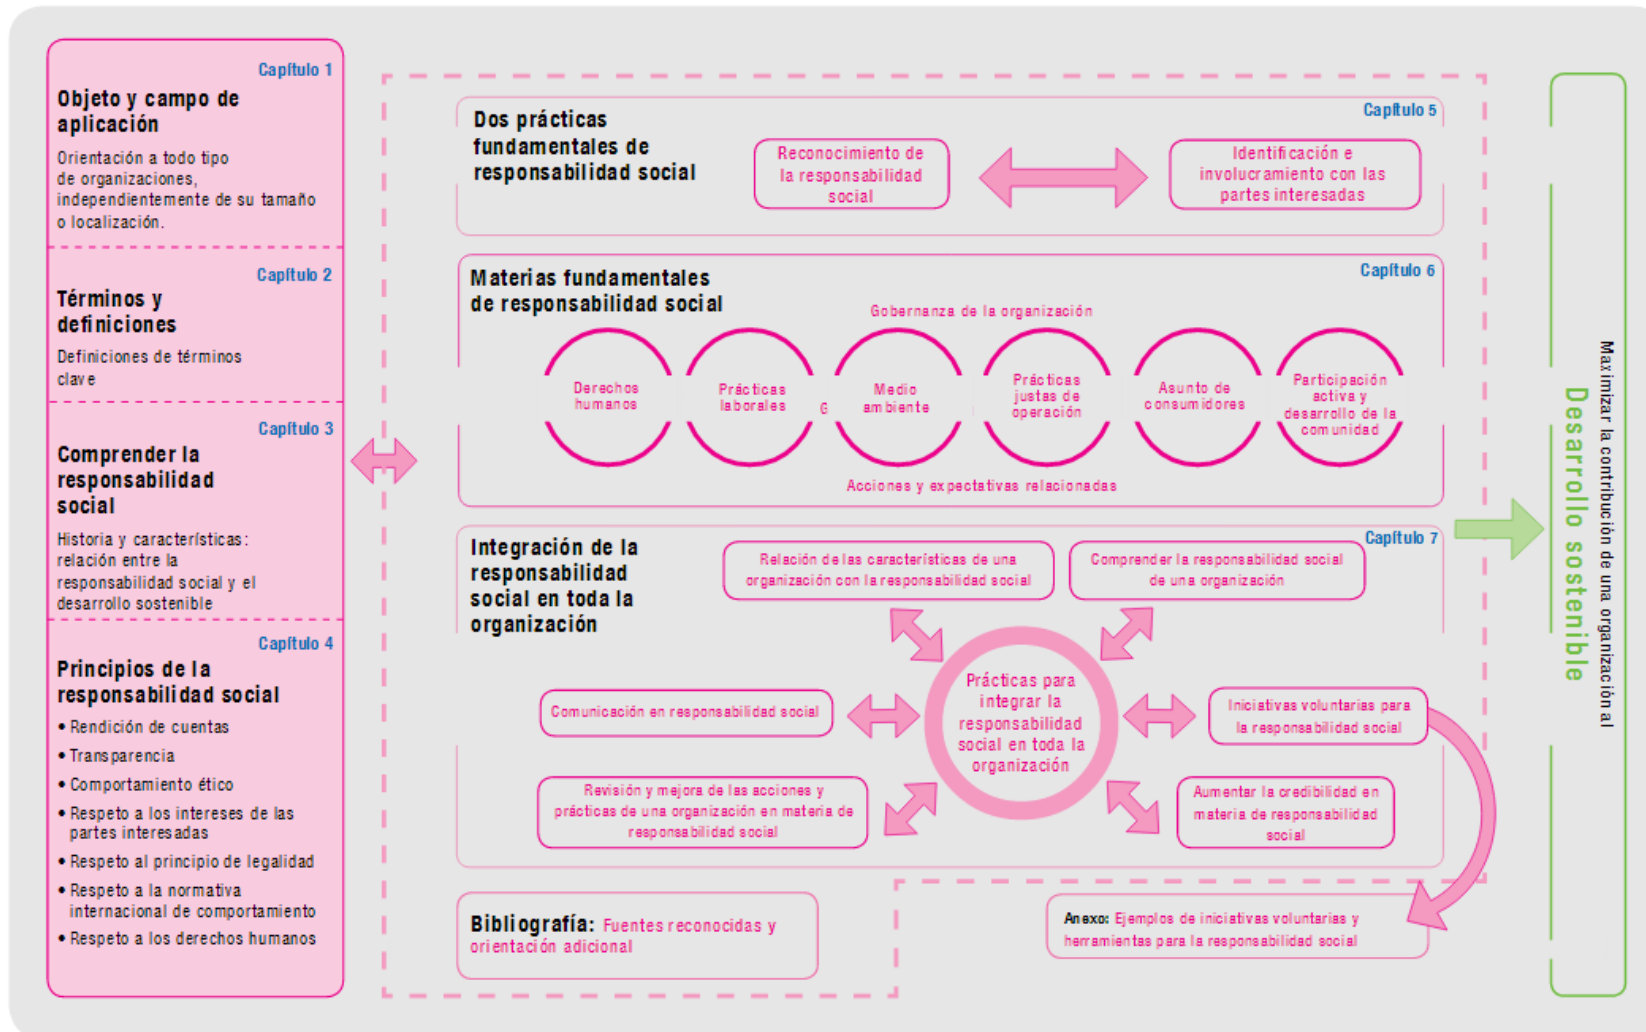 Capítulo 1
Objeto y campo de
aplicación
Orientación a todo tipo
de organizaciones,
independientemente de su tamaño
o localización.
Capítulo 2
Términos y
definiciones
Definiciones de términos
clave
Capítulo 3
Comprender la
responsabilidad
social
Historia y características:
relación entre la
responsabilidad social y el
desarrollo sostenible
Capítulo 4
Principios de la
responsabilidad social
• Rendición de cuentas
• Transparencia
• Comportamiento ético
• Respeto a los intereses de las
partes interesadas
• Respeto al principio de legalidad
• Respeto a la normativa
internacional de comportamiento
• Respeto a los derechos humanos
Capítulo 5
Dos prácticas
fundamentales de
responsabilidad social
Reconocimiento de
la responsabilidad
social
Identificación e
involucramiento con las
partes interesadas
Capítulo 6
Materias fundamentales
de responsabilidad social
Gobernanza de la organización
Derechos
humanos
Prácticas
laborales
G
Medio
ambiente
Prácticas
justas de
operación
Asunto de
consumidores
Participación
activa y
desarrollo de la
comunidad
Acciones y expectativas relacionadas
Capítulo 7
Integración de la
responsabilidad
social en toda la
organización
Relación de las características de una
organización con la responsabilidad social
Comprender la responsabilidad social
de una organización
Prácticas para
integrar la
responsabilidad
social en toda la
organización
Comunicación en responsabilidad social
Iniciativas voluntarias para
la responsabilidad social
Revisión y mejora de las acciones y
prácticas de una organización en materia de
responsabilidad social
Aumentar la credibilidad en
materia de responsabilidad
social
Bibliografía: Fuentes reconocidas y
orientación adicional
Anexo: Ejemplos de iniciativas voluntarias y
herramientas para la responsabilidad social
Maximizar la contribución de una organización al
Desarrollo sostenible